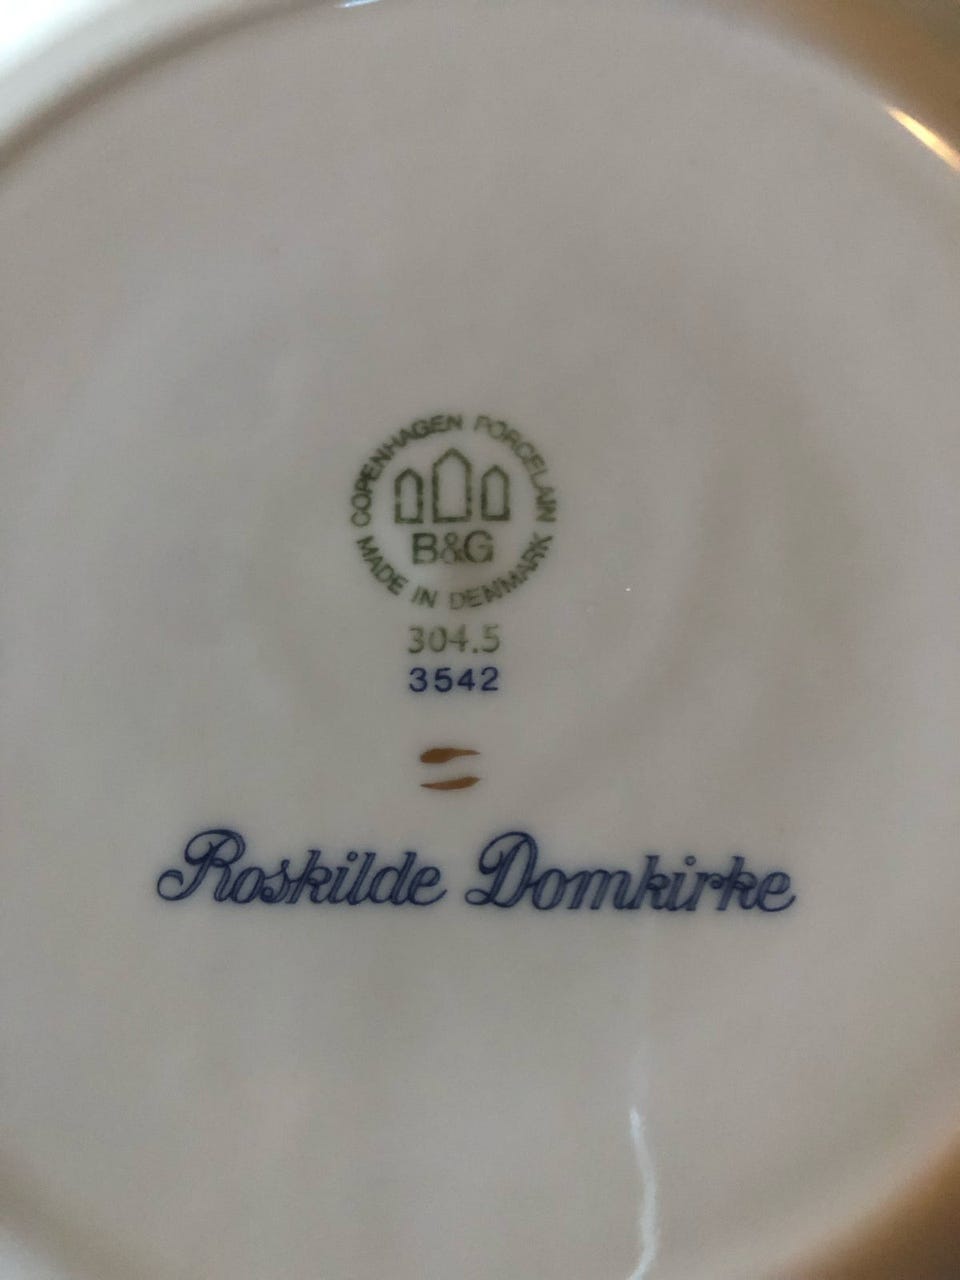 COPENHAGEN PORCELAIN
B&G
MADE IN DENMARK
304.5
3542
Roskilde Domkirke